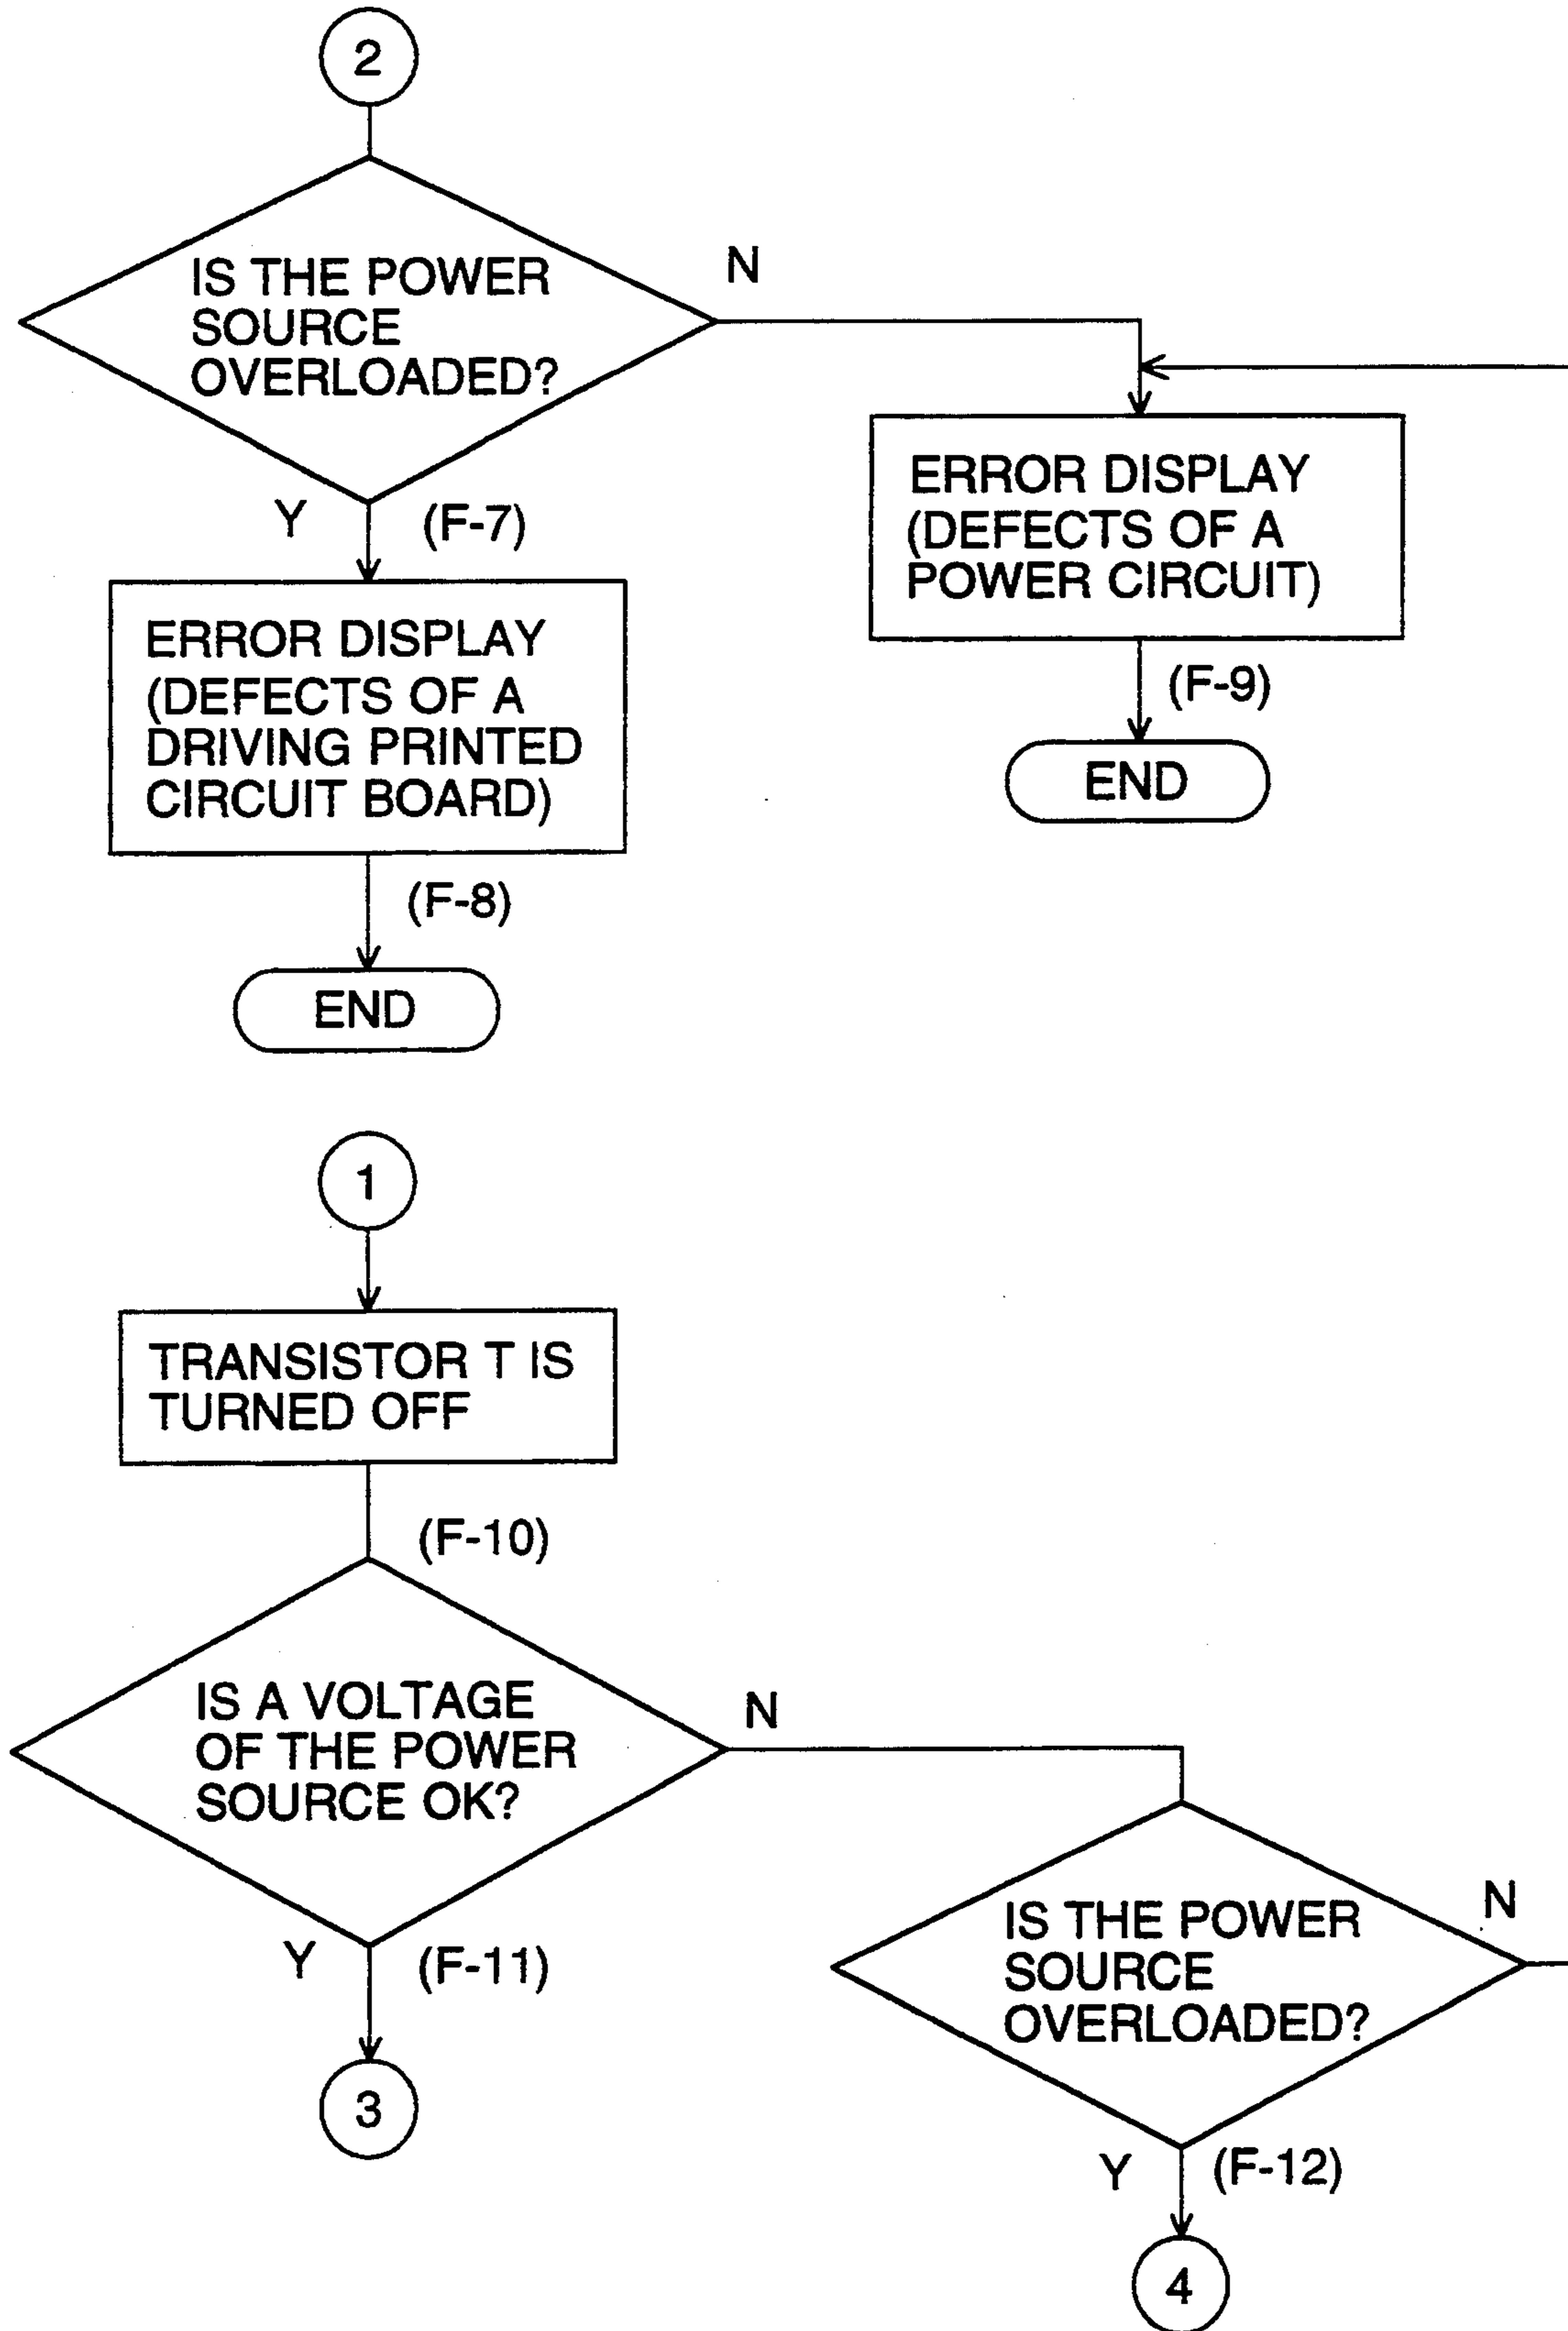 2
IS THE POWER
SOURCE
OVERLOADED?
N
Y
(F-7)
ERROR DISPLAY
(DEFECTS OF A
POWER CIRCUIT)
(F-9)
END
ERROR DISPLAY
(DEFECTS OF A
DRIVING PRINTED
CIRCUIT BOARD)
(F-8)
END
1
TRANSISTOR T IS
TURNED OFF
(F-10)
IS A VOLTAGE
OF THE POWER
SOURCE OK?
N
Y
(F-11)
3
IS THE POWER
SOURCE
OVERLOADED?
N
Y
(F-12)
4